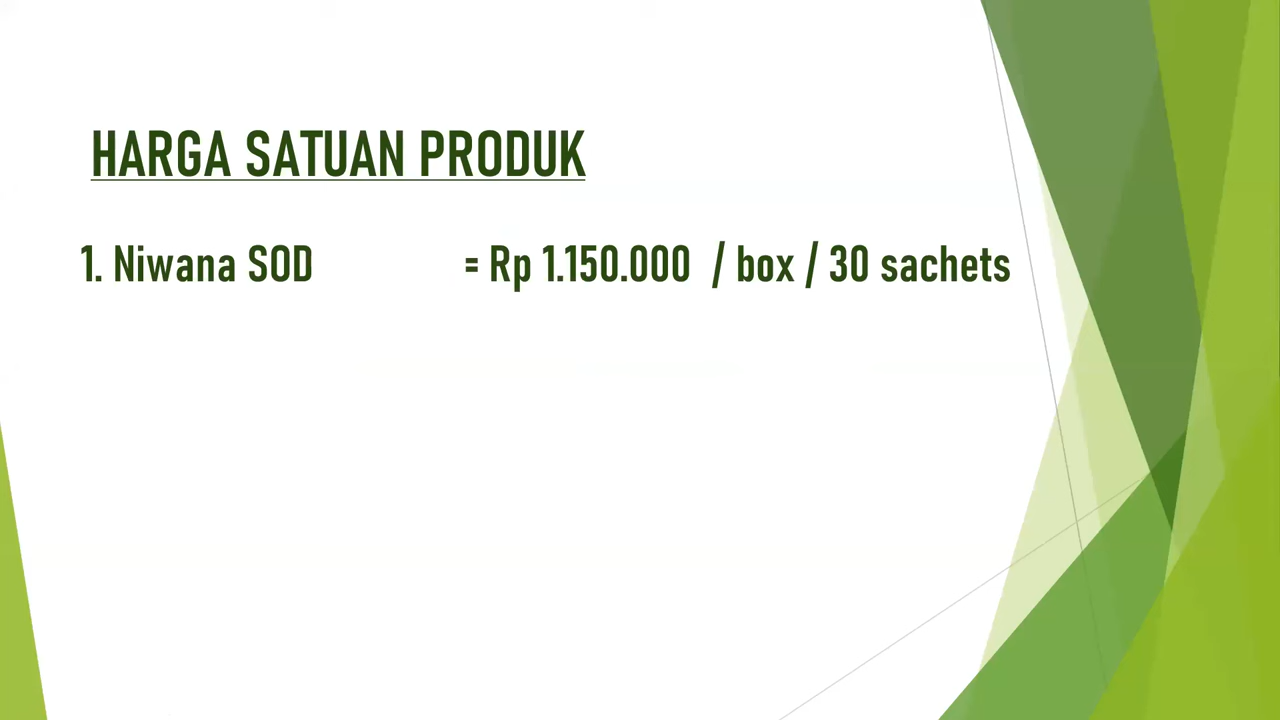 HARGA SATUAN PRODUK
1. Niwana SOD = Rp 1.150.000 / box / 30 sachets